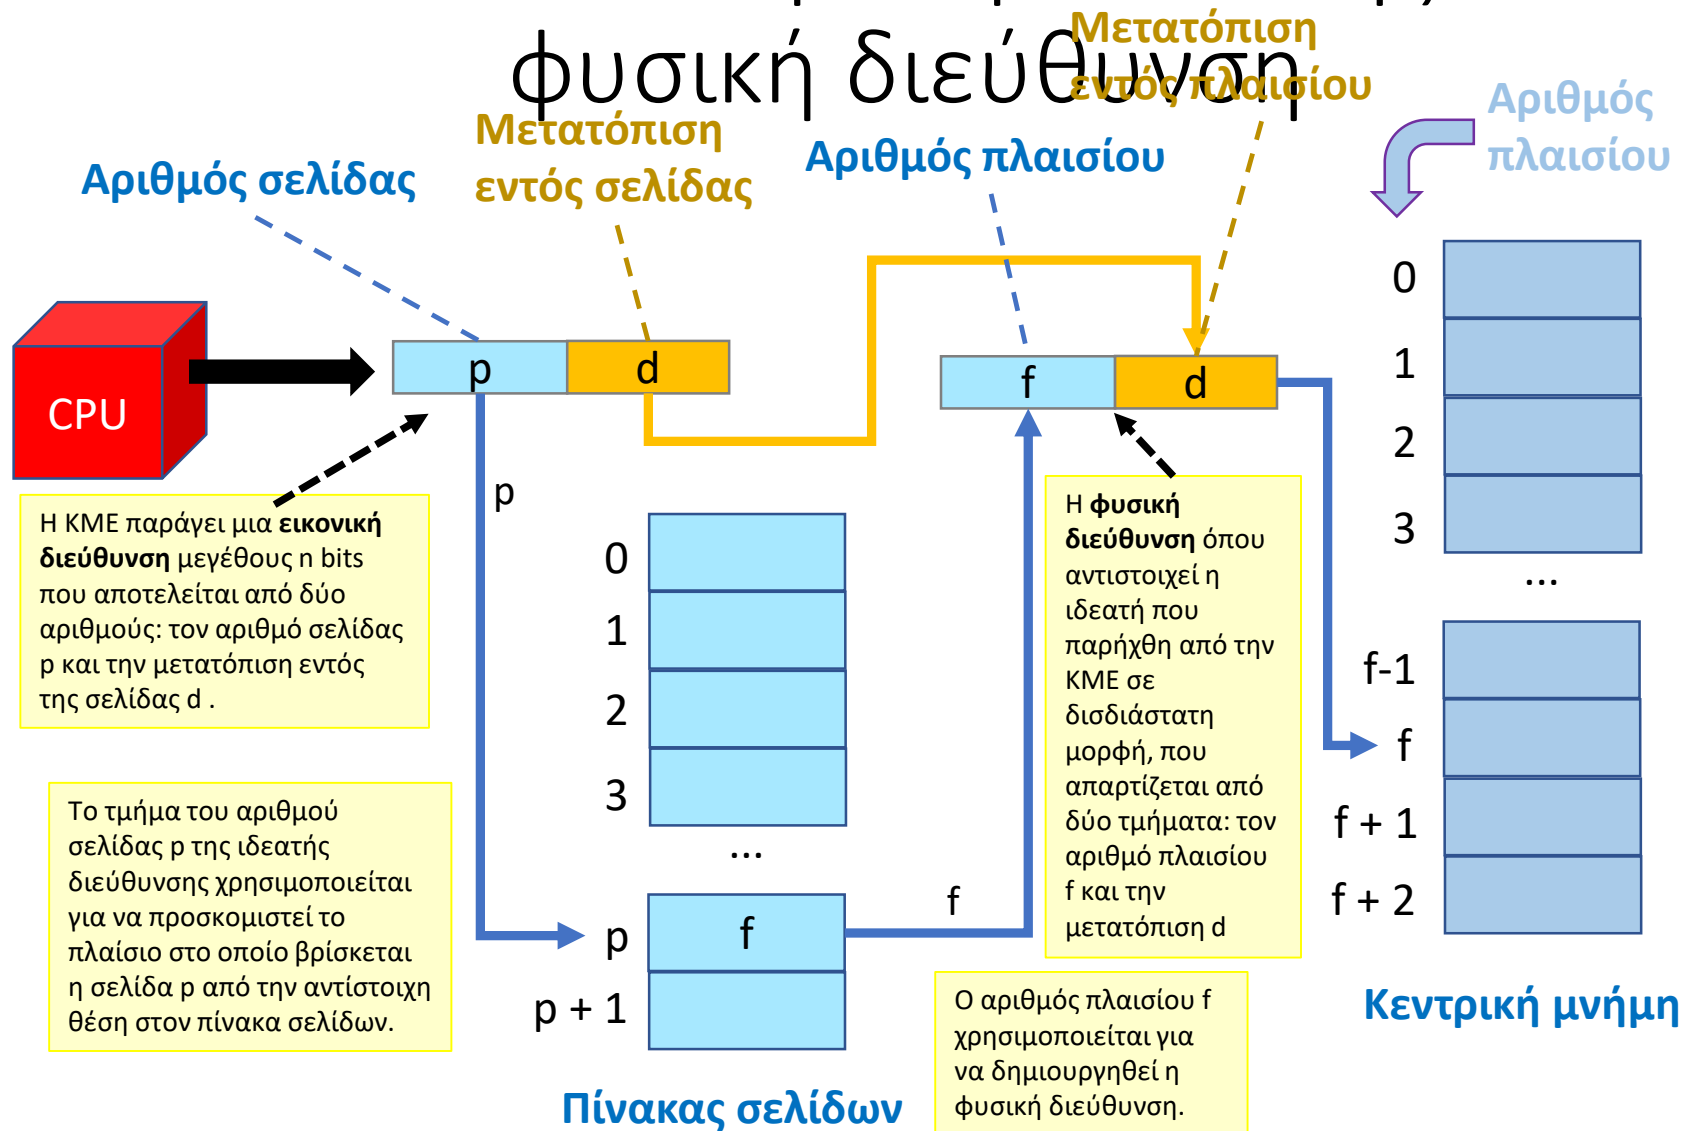 φυσική διεύθυνση
Μετατόπιση
εντός πλαισίου
Αριθμός
πλαισίου
Μετατόπιση
εντός σελίδας
Αριθμός πλαισίου
Αριθμός σελίδας
CPU
p
d
f
d
Η ΚΜΕ παράγει μια εικονική
διεύθυνση μεγέθους n bits
που αποτελείται από δύο
αριθμούς: τον αριθμό σελίδας
p και την μετατόπιση εντός
της σελίδας d .
p
Το τμήμα του αριθμού
σελίδας p της ιδεατής
διεύθυνσης χρησιμοποιείται
για να προσκομιστεί το
πλαίσιο στο οποίο βρίσκεται
η σελίδα p από την αντίστοιχη
θέση στον πίνακα σελίδων.
0
1
2
3
...
p
f
p + 1
Πίνακας σελίδων
f
Η φυσική
διεύθυνση όπου
αντιστοιχεί η
ιδεατή που
παρήχθη από την
ΚΜΕ σε
δισδιάστατη
μορφή, που
απαρτίζεται από
δύο τμήματα: τον
αριθμό πλαισίου
f και την
μετατόπιση d
Ο αριθμός πλαισίου f
χρησιμοποιείται για
να δημιουργηθεί η
φυσική διεύθυνση.
0
1
2
3
...
f-1
f
f + 1
f + 2
Κεντρική μνήμη